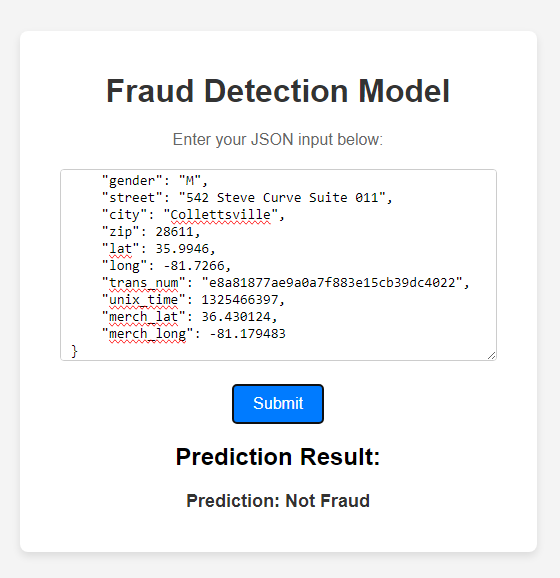 Fraud Detection Model
Enter your JSON input below:
"gender": "M",
"street": "542 Steve Curve Suite 011",
"city": "Collettsville",
"zip": 28611,
"lat": 35.9946,
"long": -81.7266,
"trans_num": "e8a81877ae9a0a7f883e15cb39dc4022",
"unix_time": 1325466397,
"merch_lat": 36.430124,
"merch_long": -81.179483
}
Submit
Prediction Result:
Prediction: Not Fraud